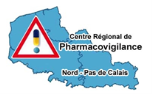 Centre Régional de
Pharmacovigilance
Nord - Pas de Calais